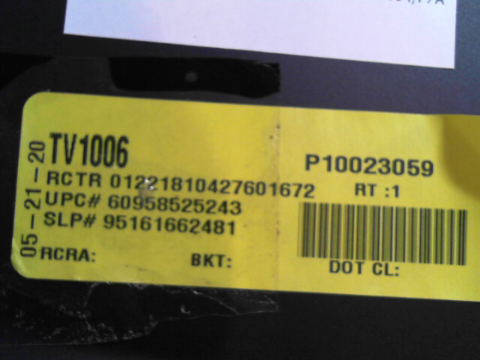 TV1006
P10023059
RCTR 01221810427601672
RT :1
UPC# 60958525243
SLP# 95161662481
RCRA:
BKT:
DOT CL:
05-21-20